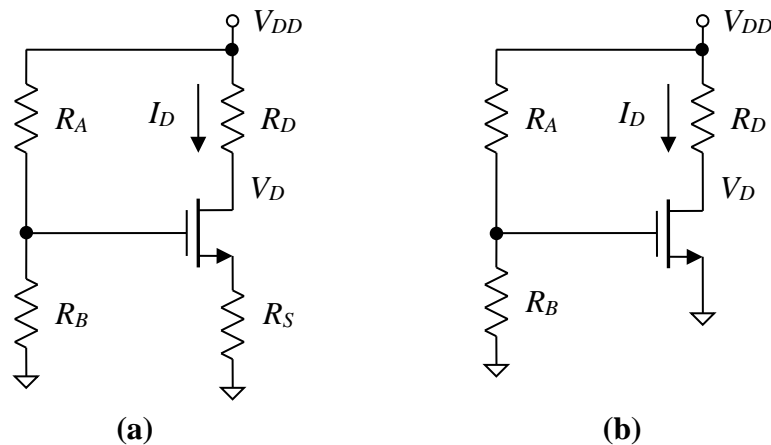 V_DD V_DD
R_A I_D R_D R_A I_D R_D
V_D V_D
R_B R_S R_B
(a) (b)